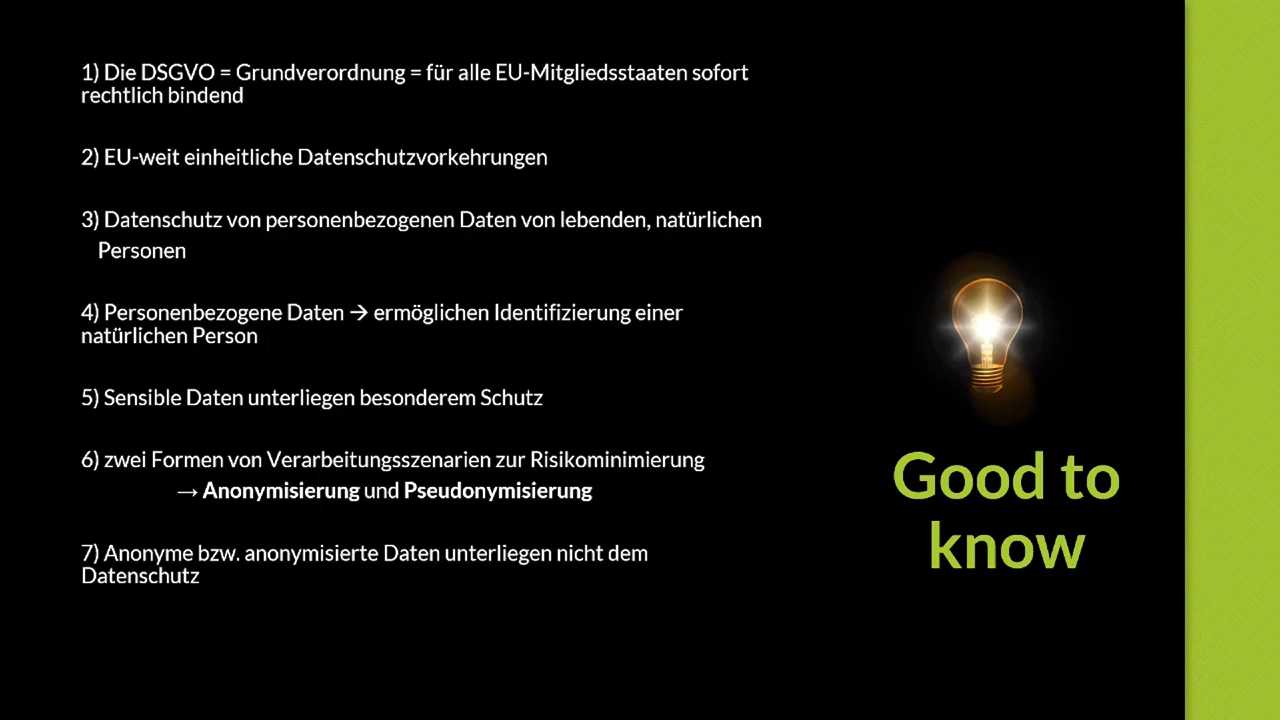 1) Die DSGVO = Grundverordnung = für alle EU-Mitgliedsstaaten sofort
rechtlich bindend
2) EU-weit einheitliche Datenschutzvorkehrungen
3) Datenschutz von personenbezogenen Daten von lebenden, natürlichen
Personen
4) Personenbezogene Daten → ermöglichen Identifizierung einer
natürlichen Person
5) Sensible Daten unterliegen besonderem Schutz
6) zwei Formen von Verarbeitungsszenarien zur Risikominimierung
→ Anonymisierung und Pseudonymisierung
7) Anonyme bzw. anonymisierte Daten unterliegen nicht dem
Datenschutz
Good to
know